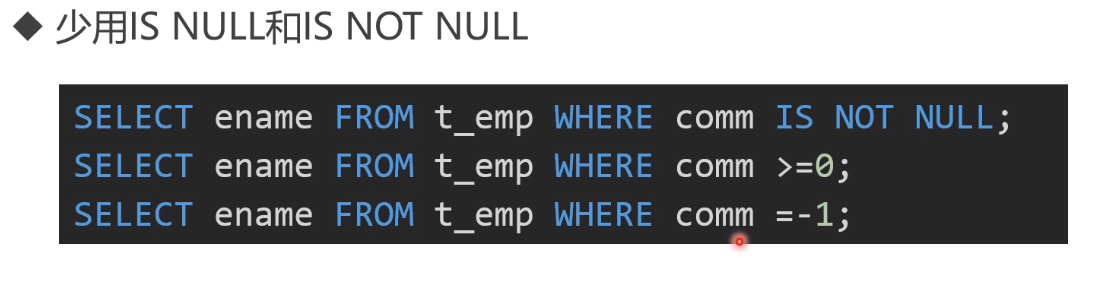 ◆ 少用IS NULL和IS NOT NULL
SELECT ename FROM t_emp WHERE comm IS NOT NULL;
SELECT ename FROM t_emp WHERE comm >=0;
SELECT ename FROM t_emp WHERE comm =-1;